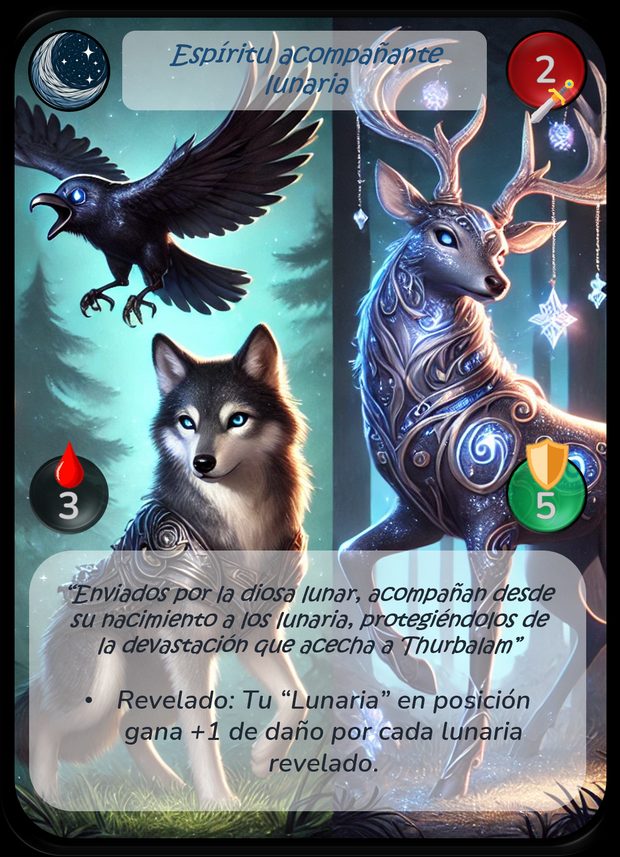 Espíritu acompañante
lunaria
2
3
5
“Enviados por la diosa lunar, acompañan desde
su nacimiento a los lunaria, protegiéndolos de
la devastación que acecha a Thurbalam”
• Revelado: Tu “Lunaria” en posición
gana +1 de daño por cada lunaria
revelado.